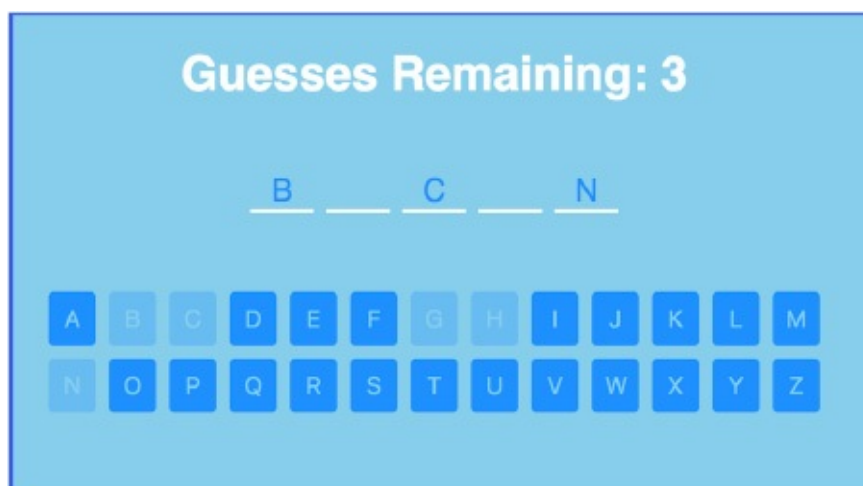 Guesses Remaining: 3
B _ C _ N
A B C D E F G H I J K L M
N O P Q R S T U V W X Y Z